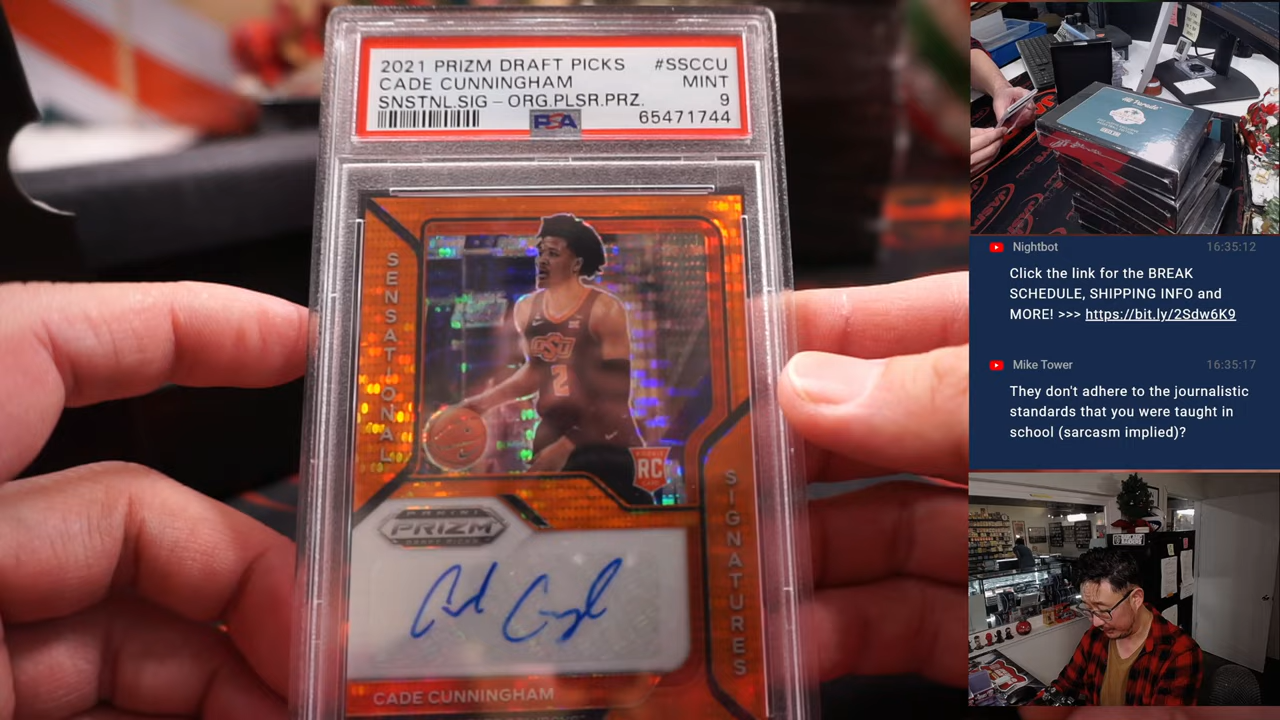 2021 PRIZM DRAFT PICKS #SSCCU
CADE CUNNINGHAM MINT
SNSTNL.SIG - ORG.PLSR.PRZ. 9
PSA 65471744
SENSATIONAL
OSU
2
ROOKIE
RC
SIGNATURES
PANINI
PRIZM
DRAFT PICKS
CADE CUNNINGHAM
Nightbot 16:35:12
Click the link for the BREAK
SCHEDULE, SHIPPING INFO and
MORE! >>> https://bit.ly/2Sdw6K9
Mike Tower 16:35:17
They don't adhere to the journalistic
standards that you were taught in
school (sarcasm implied)?